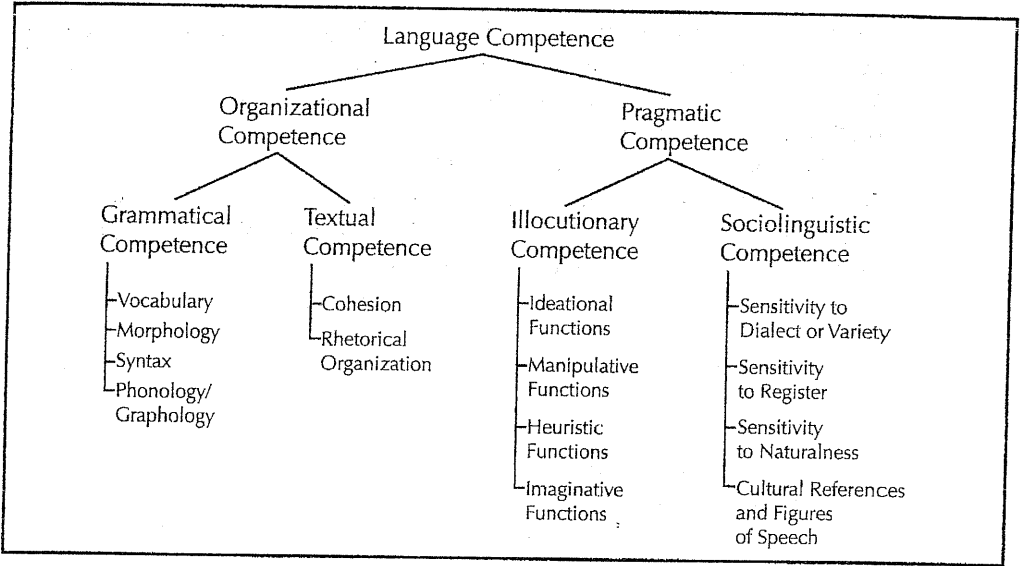 Language Competence
Organizational
Competence
Pragmatic
Competence
Grammatical
Competence
Textual
Competence
Illocutionary
Competence
Sociolinguistic
Competence
Vocabulary
Morphology
Syntax
Phonology/
Graphology
Cohesion
Rhetorical
Organization
Ideational
Functions
Manipulative
Functions
Heuristic
Functions
Imaginative
Functions
Sensitivity to
Dialect or Variety
Sensitivity
to Register
Sensitivity
to Naturalness
Cultural References
and Figures
of Speech